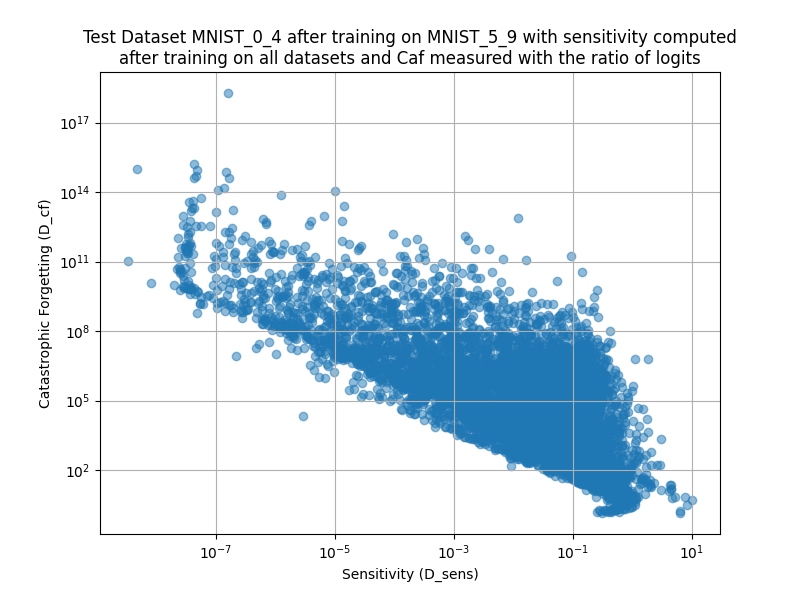 Test Dataset MNIST_0_4 after training on MNIST_5_9 with sensitivity computed
after training on all datasets and Caf measured with the ratio of logits
Catastrophic Forgetting (D_cf)
10¹⁷
10¹⁴
10¹¹
10⁸
10⁵
10²
10⁻⁷ 10⁻⁵ 10⁻³ 10⁻¹ 10¹
Sensitivity (D_sens)